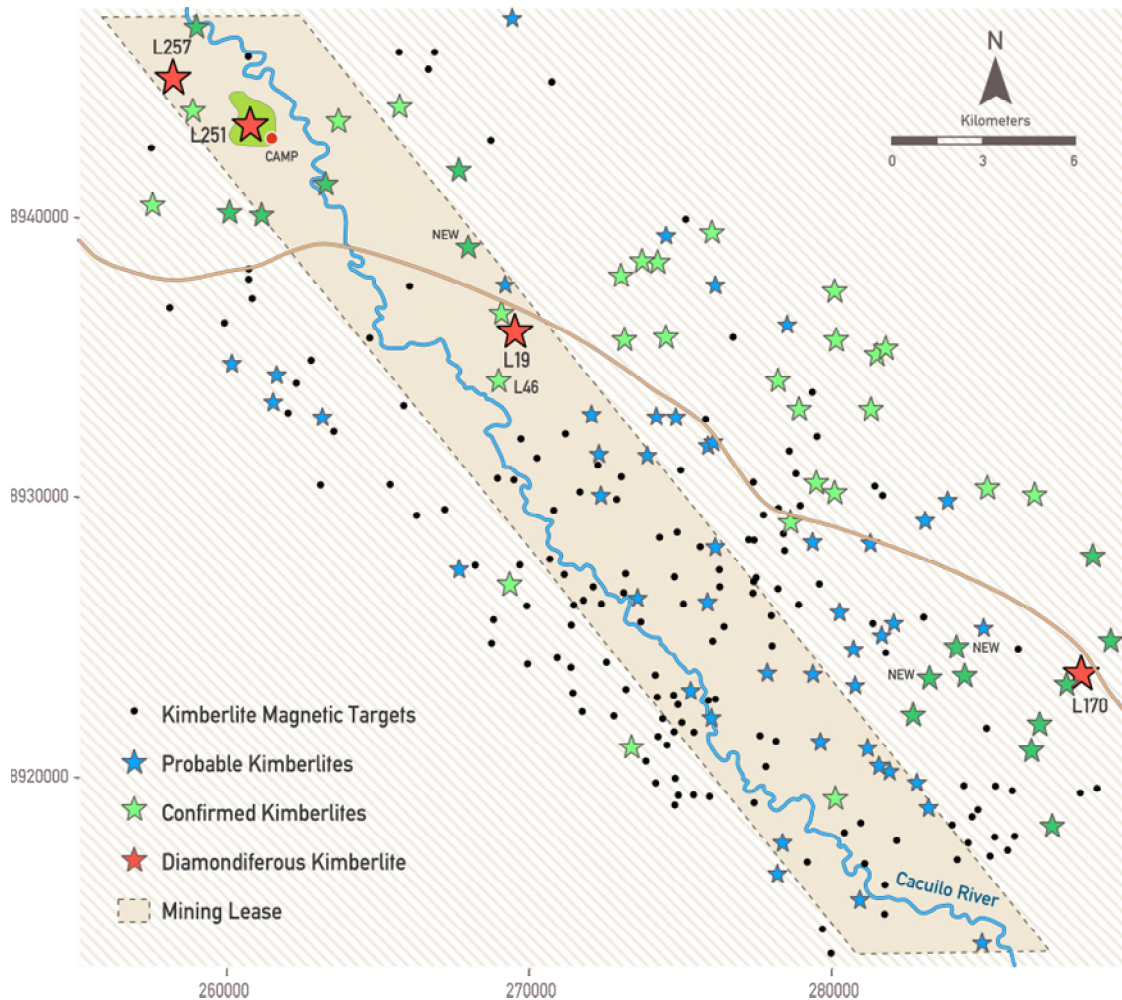 L257
N
Kilometers
0 3 6
L251
CAMP
8940000
NEW
L19
L46
8930000
NEW
NEW
L170
Kimberlite Magnetic Targets
Probable Kimberlites
8920000
Confirmed Kimberlites
Diamondiferous Kimberlite
Cacuilo River
Mining Lease
260000 270000 280000